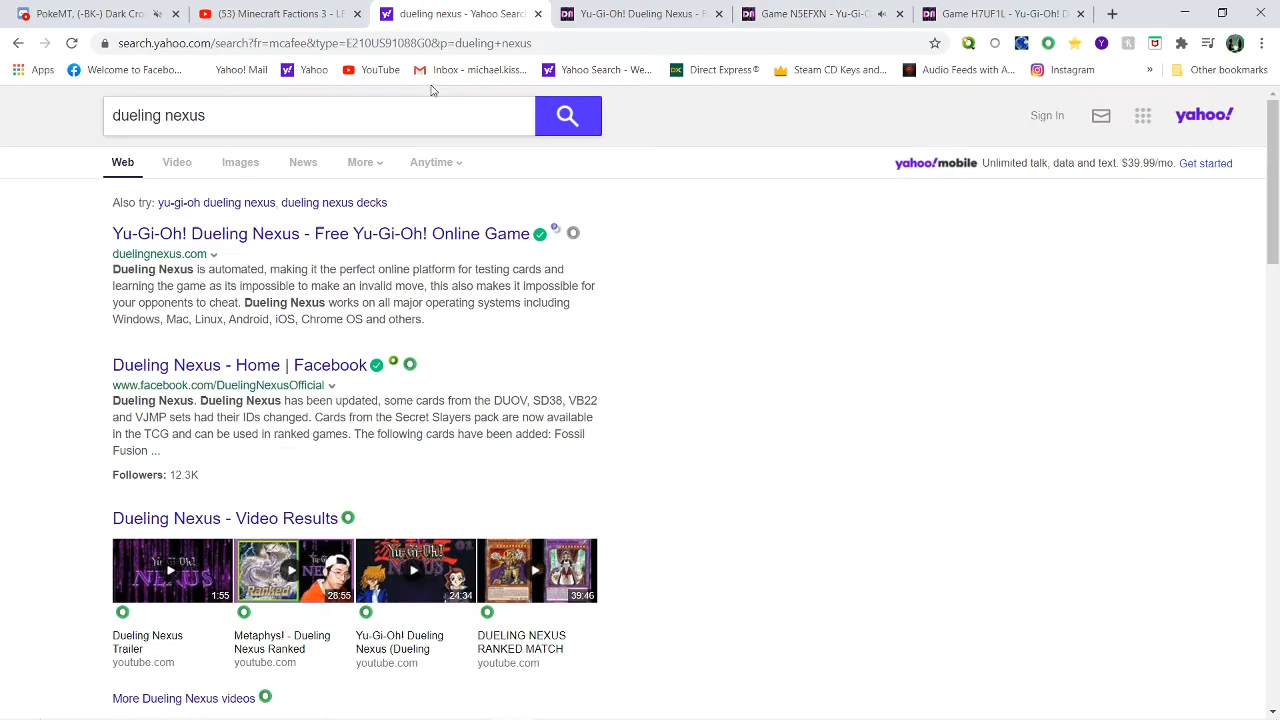 PokeMT, (-BK-) Dark Crow
(53) Minecraft Factions 3 - LE
dueling nexus - Yahoo Search
Yu-Gi-Oh! Dueling Nexus - F
Game N5EF
Game H7UF
Yu-Gi-Oh! D
search.yahoo.com/search?fr=mcafee&type=E210US91088G0&p=dueling+nexus
Apps
Welcome to Facebo...
Yahoo! Mail
Yahoo
YouTube
Inbox - michael.kas...
Yahoo Search - We...
Direct Express®
Steam CD Keys and...
Audio Feeds with A...
Instagram
»
Other bookmarks
dueling nexus
Sign In
yahoo!
Web
Video
Images
News
More
Anytime
yahoo!mobile Unlimited talk, data and text. $39.99/mo. Get started
Also try: yu-gi-oh dueling nexus, dueling nexus decks
Yu-Gi-Oh! Dueling Nexus - Free Yu-Gi-Oh! Online Game
duelingnexus.com
Dueling Nexus is automated, making it the perfect online platform for testing cards and
learning the game as its impossible to make an invalid move, this also makes it impossible for
your opponents to cheat. Dueling Nexus works on all major operating systems including
Windows, Mac, Linux, Android, iOS, Chrome OS and others.
Dueling Nexus - Home | Facebook
www.facebook.com/DuelingNexusOfficial
Dueling Nexus. Dueling Nexus has been updated, some cards from the DUOV, SD38, VB22
and VJMP sets had their IDs changed. Cards from the Secret Slayers pack are now available
in the TCG and can be used in ranked games. The following cards have been added: Fossil
Fusion ...
Followers: 12.3K
Dueling Nexus - Video Results
Yu-Gi-Oh!
NEXUS
1:55
Ranked
28:55
Yu-Gi-Oh!
NEXUS
01
24:34
39:46
Dueling Nexus
Trailer
youtube.com
Metaphys! - Dueling
Nexus Ranked
youtube.com
Yu-Gi-Oh! Dueling
Nexus (Dueling
youtube.com
DUELING NEXUS
RANKED MATCH
youtube.com
More Dueling Nexus videos